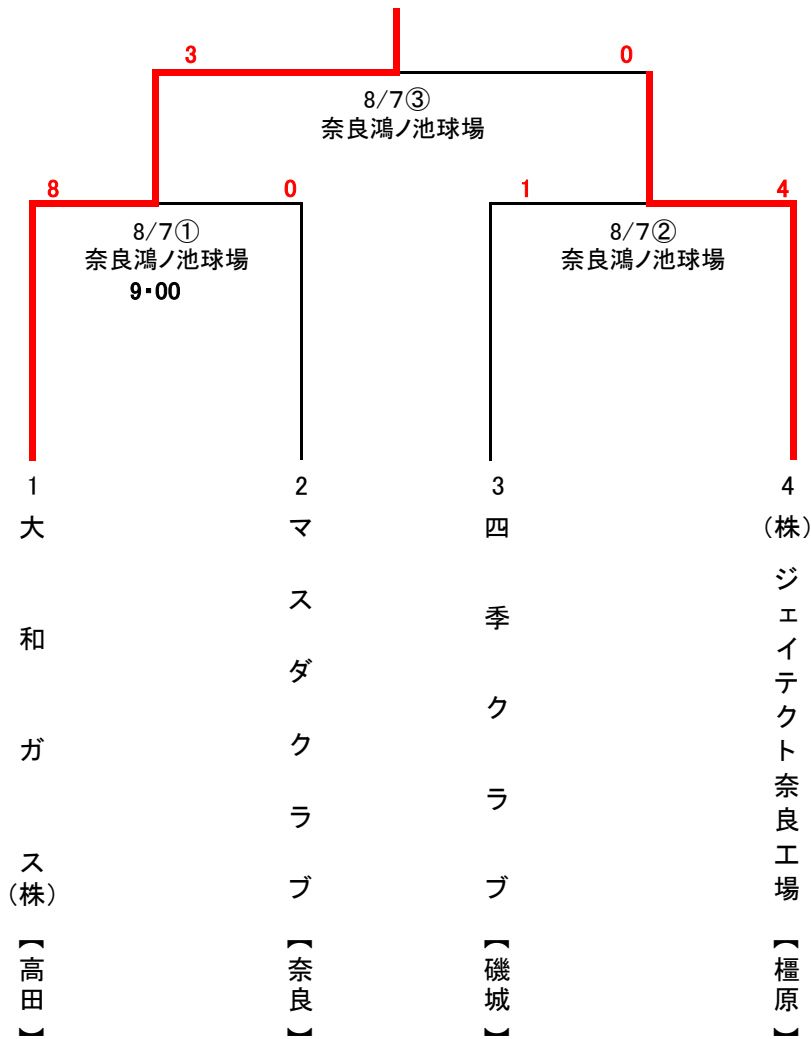 3
0
8/7③
奈良鴻ノ池球場
8
0
1
4
8/7①
奈良鴻ノ池球場
9・00
8/7②
奈良鴻ノ池球場
1
大和ガス(株)
【高田】
2
マスダクラブ
【奈良】
3
四季クラブ
【磯城】
4
(株)ジェイテクト奈良工場
【橿原】